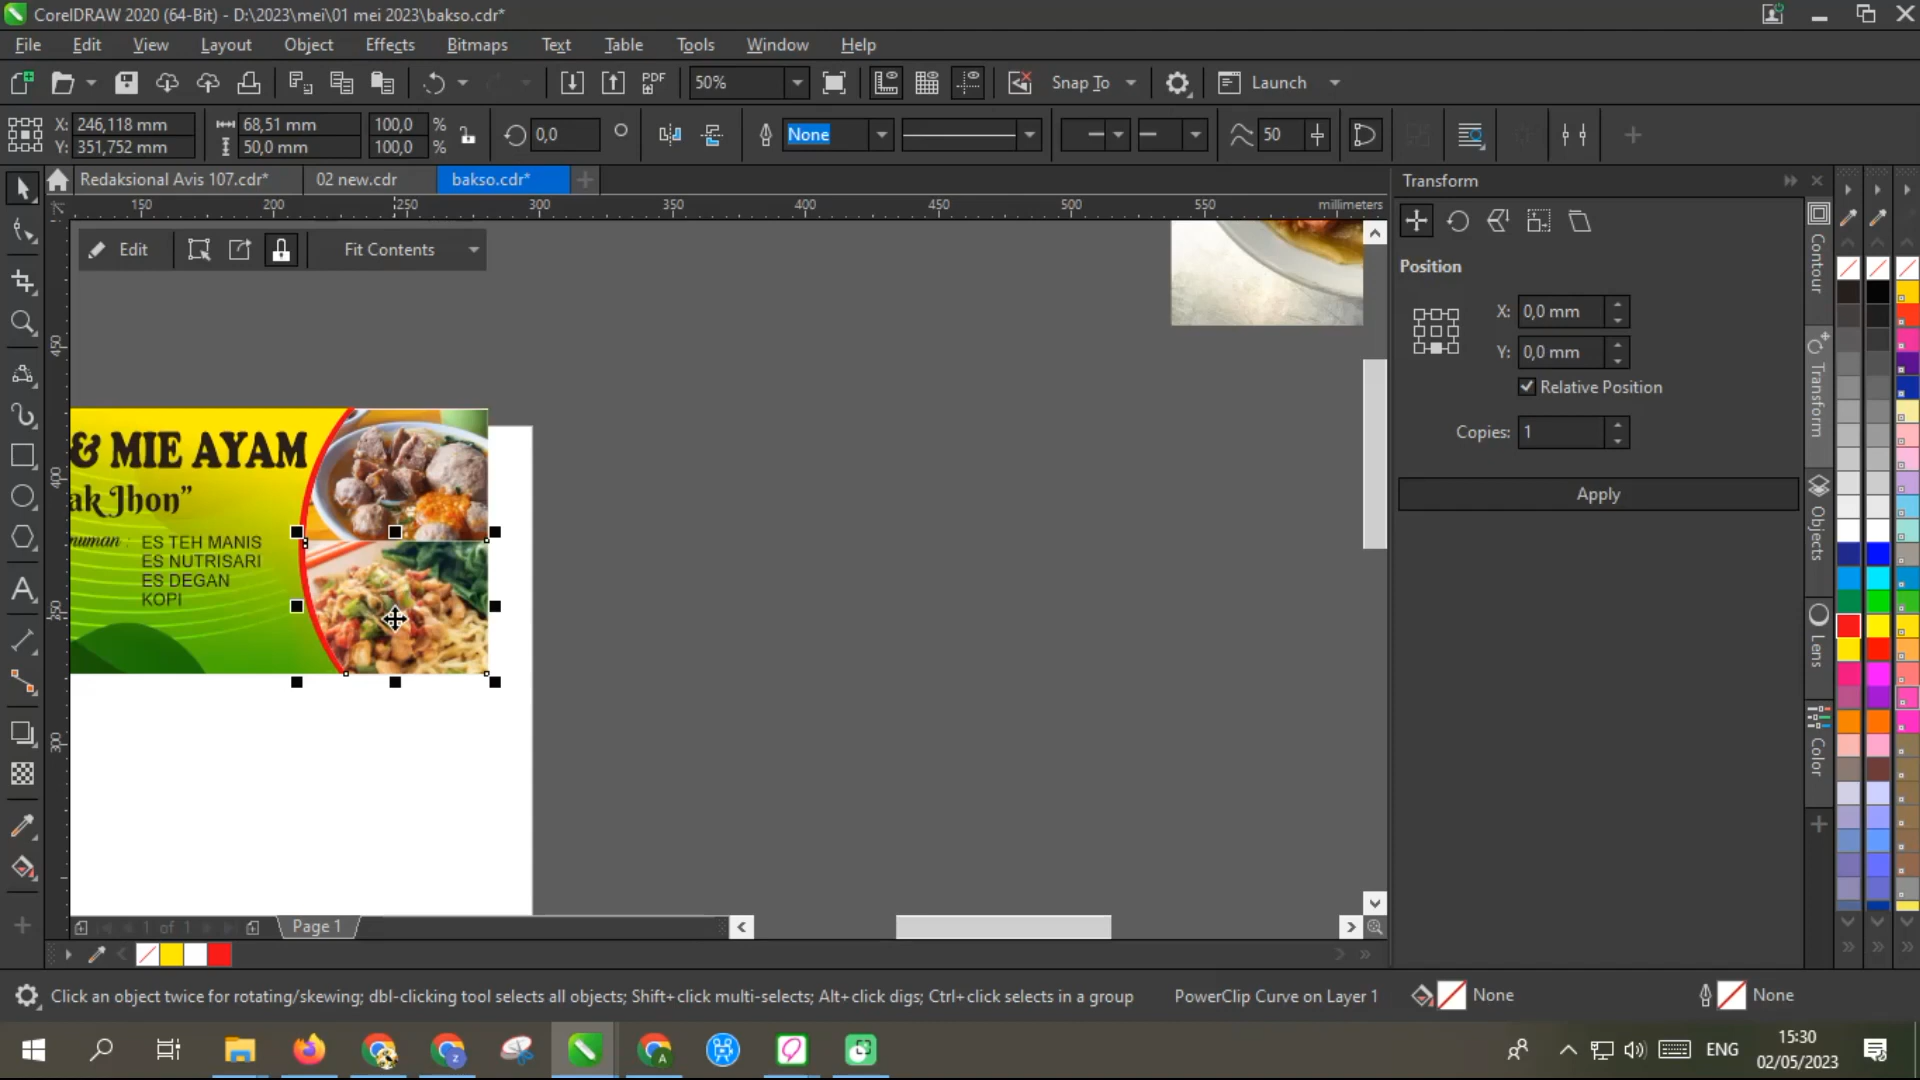 CorelDRAW 2020 (64-Bit) - D:\2023\mei\01 mei 2023\bakso.cdr*
File Edit View Layout Object Effects Bitmaps Text Table Tools Window Help
PDF 50% Snap To Launch
X: 246,118 mm 68,51 mm 100,0 % 0,0 None 50
Y: 351,752 mm 50,0 mm 100,0 %
Redaksional Avis 107.cdr* 02 new.cdr bakso.cdr*
150 200 250 300 350 400 450 500 550 millimeters
Edit Fit Contents
450
400
300
& MIE AYAM
ak Jhon”
numan : ES TEH MANIS
ES NUTRISARI
ES DEGAN
KOPI
Transform
Position
X: 0,0 mm
Y: 0,0 mm
Relative Position
Copies: 1
Apply
Contour
Transform
Objects
Lens
Color
1 of 1 Page 1
Click an object twice for rotating/skewing; dbl-clicking tool selects all objects; Shift+click multi-selects; Alt+click digs; Ctrl+click selects in a group PowerClip Curve on Layer 1 None None
ENG 15:30
02/05/2023